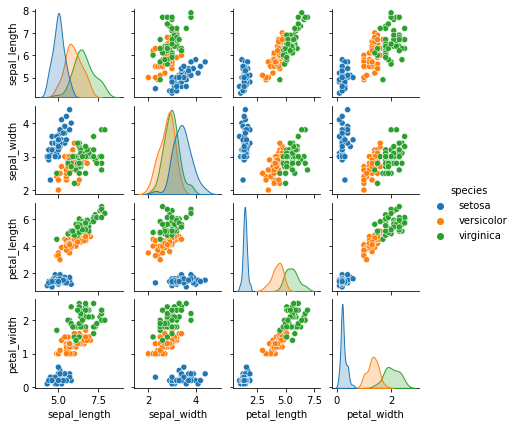 sepal_length
8
7
6
5
sepal_width
4
3
2
species
setosa
versicolor
virginica
petal_length
6
4
2
petal_width
2
1
0
5.0 7.5
2 4
2.5 5.0 7.5
0 2
sepal_length sepal_width petal_length petal_width